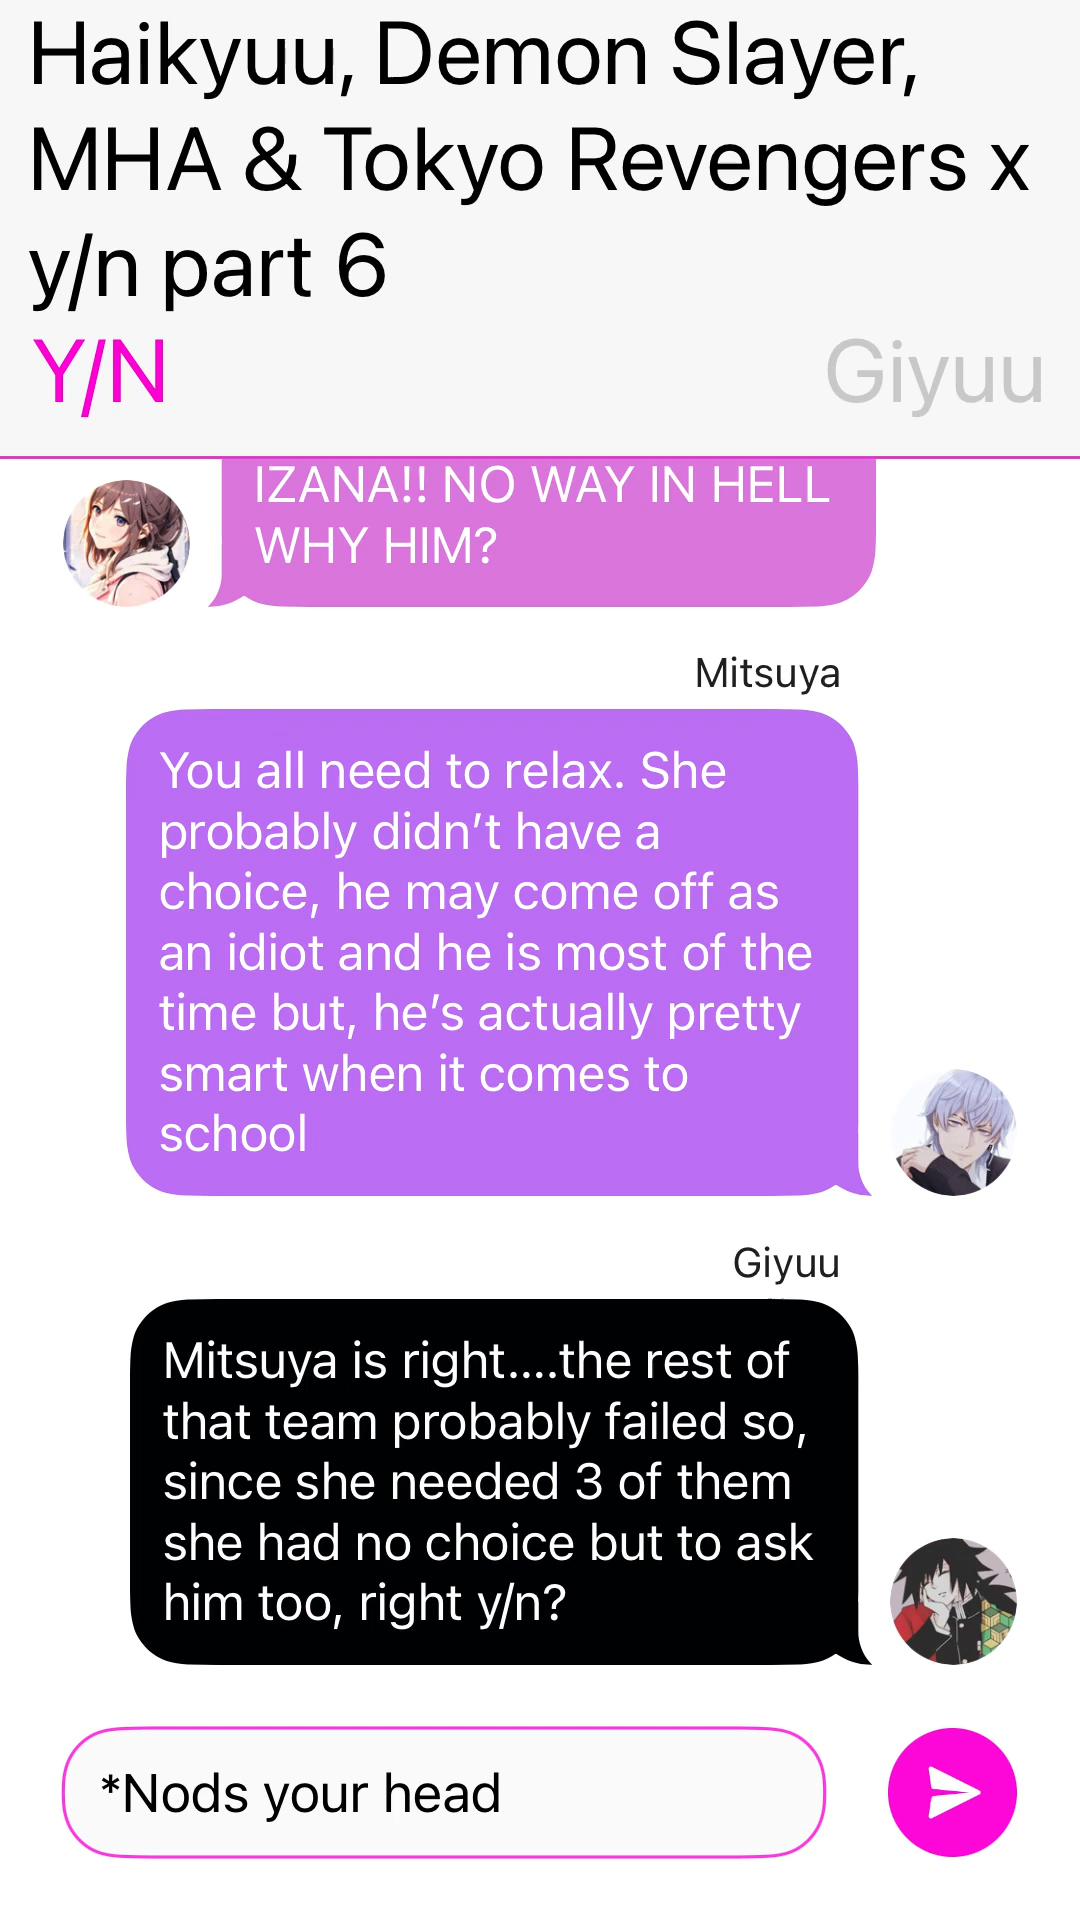 Haikyuu, Demon Slayer,
MHA & Tokyo Revengers x
y/n part 6
Y/N
Giyuu
IZANA!! NO WAY IN HELL
WHY HIM?
Mitsuya
You all need to relax. She
probably didn’t have a
choice, he may come off as
an idiot and he is most of the
time but, he’s actually pretty
smart when it comes to
school
Giyuu
Mitsuya is right....the rest of
that team probably failed so,
since she needed 3 of them
she had no choice but to ask
him too, right y/n?
*Nods your head